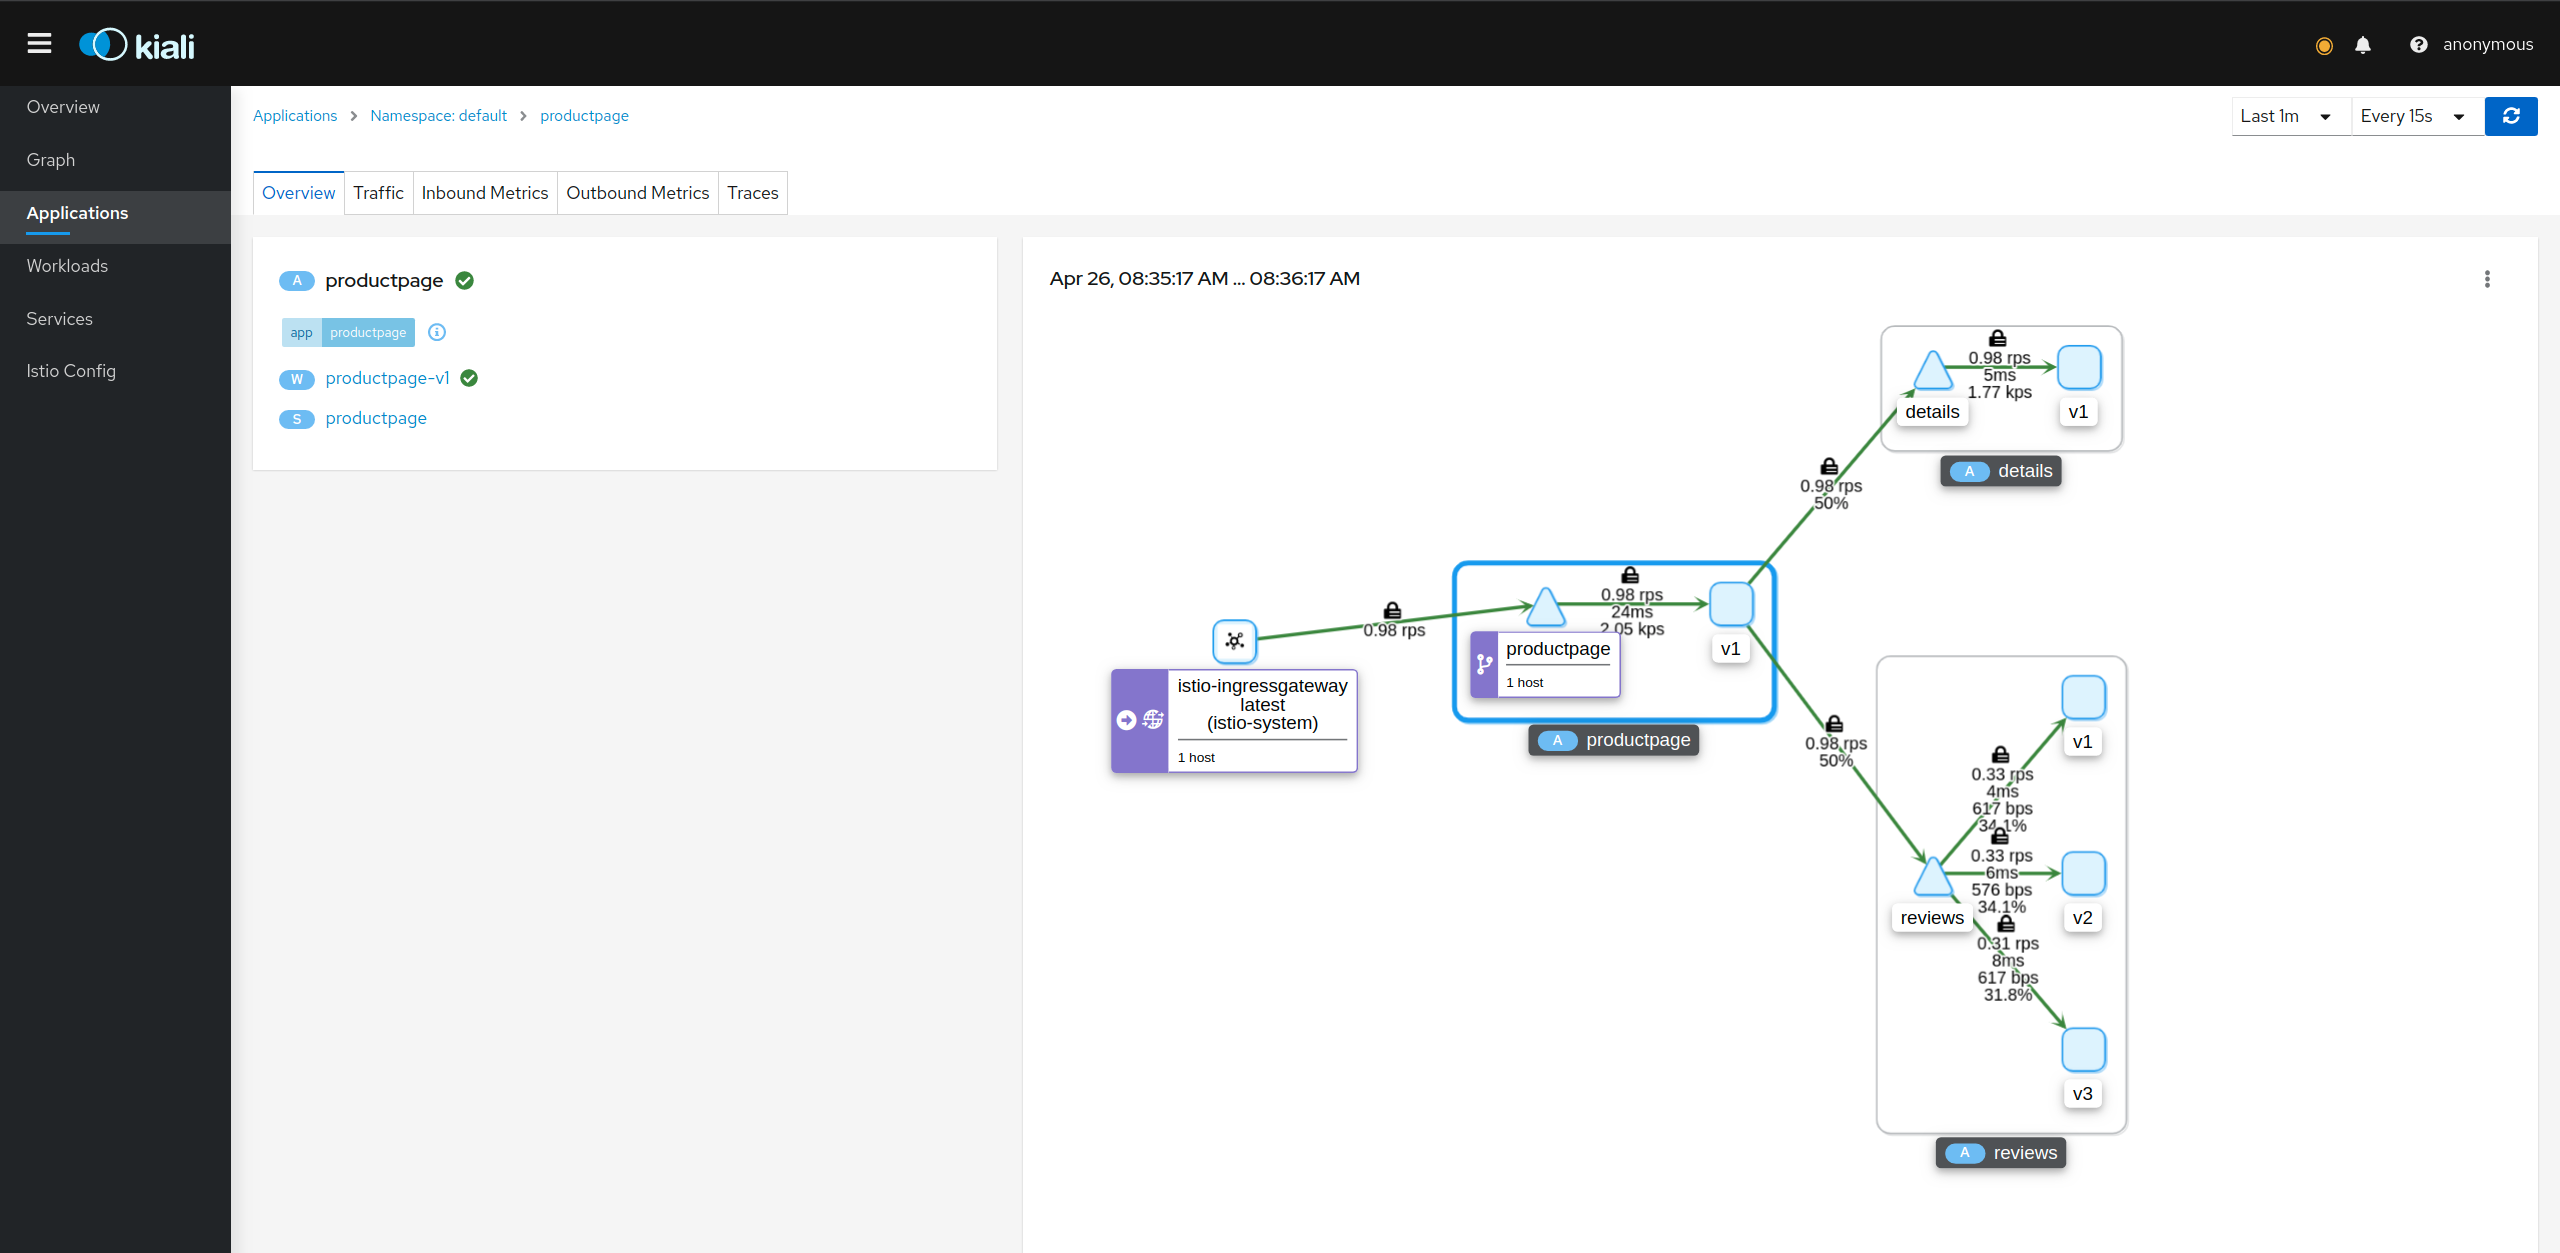 kiali
anonymous
Overview
Graph
Applications
Workloads
Services
Istio Config
Applications > Namespace: default > productpage
Last 1m
Every 15s
Overview
Traffic
Inbound Metrics
Outbound Metrics
Traces
A productpage
app productpage
W productpage-v1
S productpage
Apr 26, 08:35:17 AM ... 08:36:17 AM
0.98 rps
5ms
1.77 kps
details
v1
A details
0.98 rps
50%
0.98 rps
24ms
2.05 kps
0.98 rps
productpage
1 host
v1
A productpage
istio-ingressgateway
latest
(istio-system)
1 host
0.98 rps
50%
v1
0.33 rps
4ms
617 bps
34.1%
0.33 rps
6ms
576 bps
34.1%
reviews
v2
0.31 rps
8ms
617 bps
31.8%
v3
A reviews